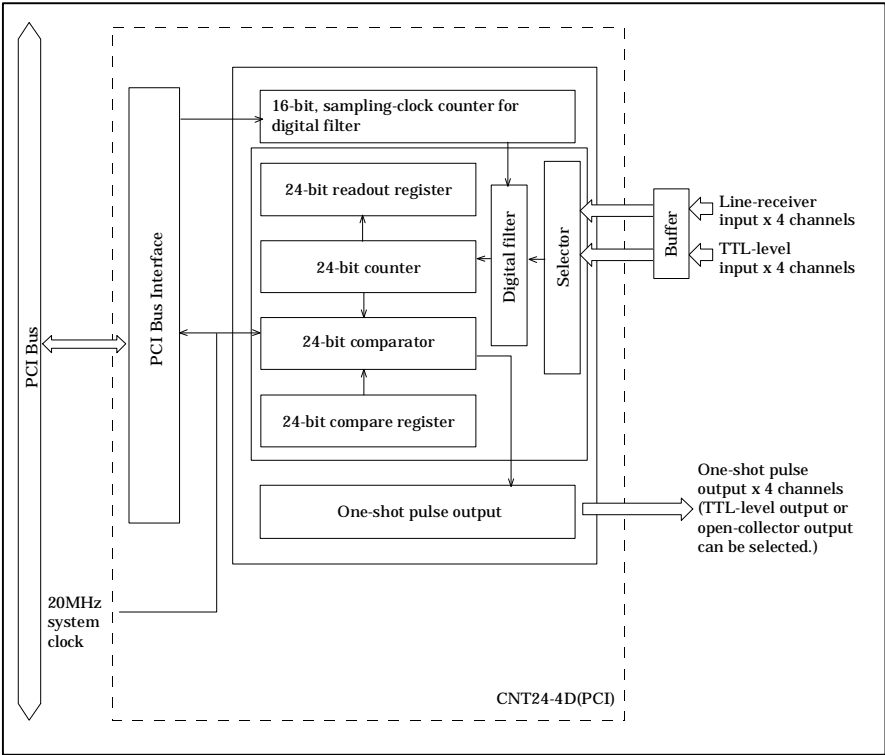 16-bit, sampling-clock counter for
digital filter
24-bit readout register
24-bit counter
24-bit comparator
24-bit compare register
One-shot pulse output
Digital filter
Selector
Buffer
Line-receiver
input x 4 channels
TTL-level
input x 4 channels
PCI Bus
PCI Bus Interface
One-shot pulse
output x 4 channels
(TTL-level output or
open-collector output
can be selected.)
20MHz
system
clock
CNT24-4D(PCI)